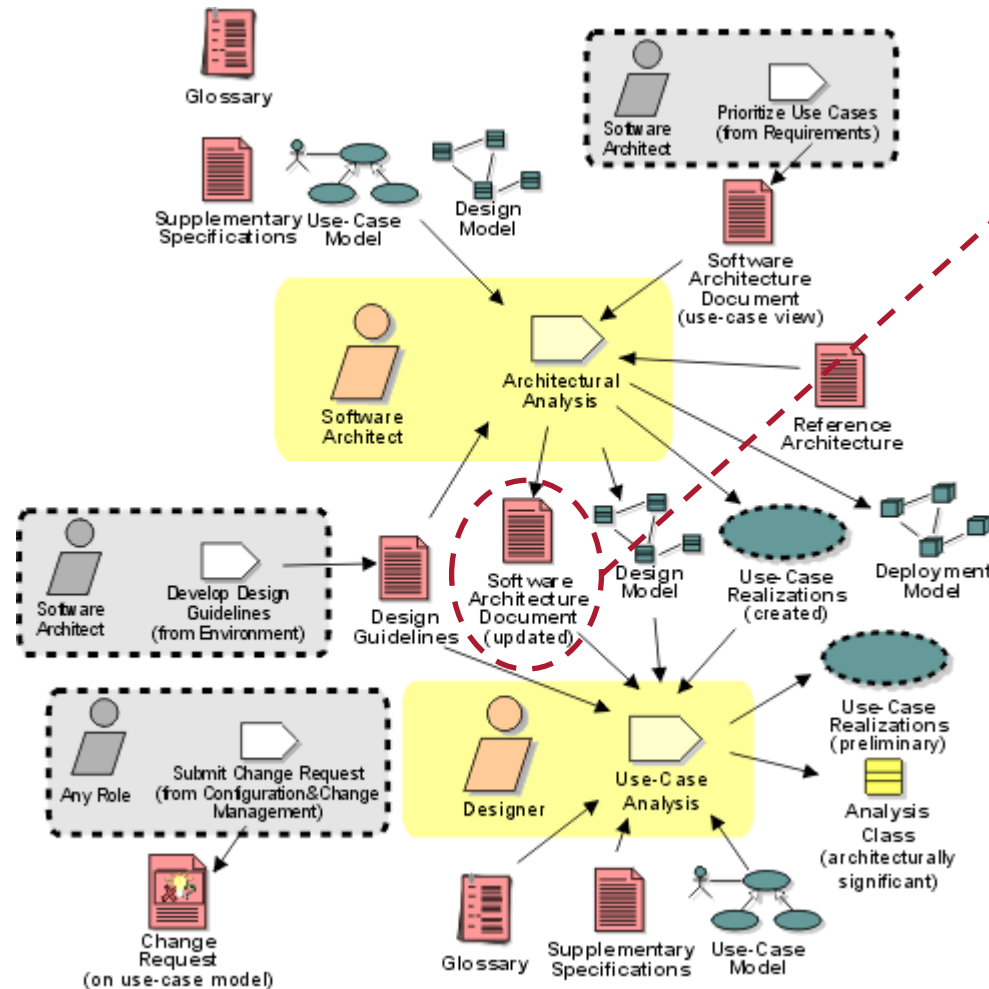 Glossary
Supplementary
Specifications
Use-Case
Model
Design
Model
Software
Architect
Prioritize Use Cases
(from Requirements)
Software
Architecture
Document
(use-case view)
Software
Architect
Architectural
Analysis
Reference
Architecture
Software
Architect
Develop Design
Guidelines
(from Environment)
Design
Guidelines
Software
Architecture
Document
(updated)
Design
Model
Use-Case
Realizations
(created)
Deployment
Model
Any Role
Submit Change Request
(from Configuration&Change
Management)
Designer
Use-Case
Analysis
Use-Case
Realizations
(preliminary)
Analysis
Class
(architecturally
significant)
Change
Request
(on use-case model)
Glossary
Supplementary
Specifications
Use-Case
Model